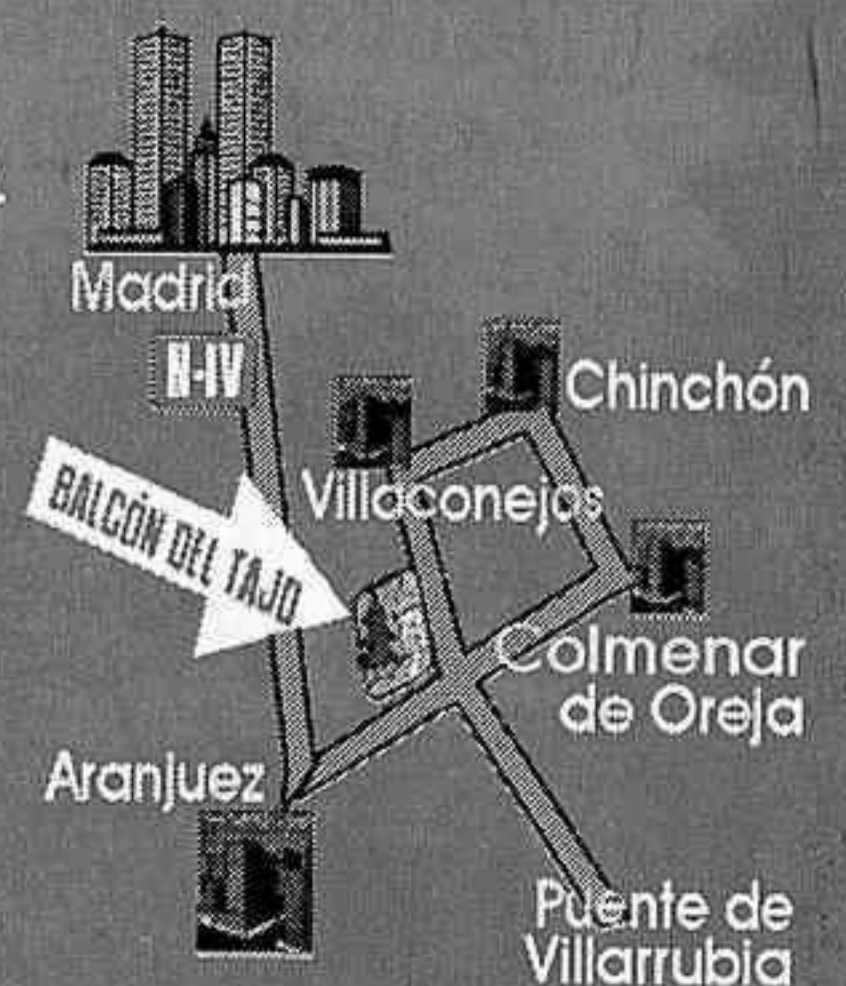 Madrid
N-IV
Chinchón
Villaconejos
BALCÓN DEL TAJO
Colmenar
de Oreja
Aranjuez
Puente de
Villarrubia